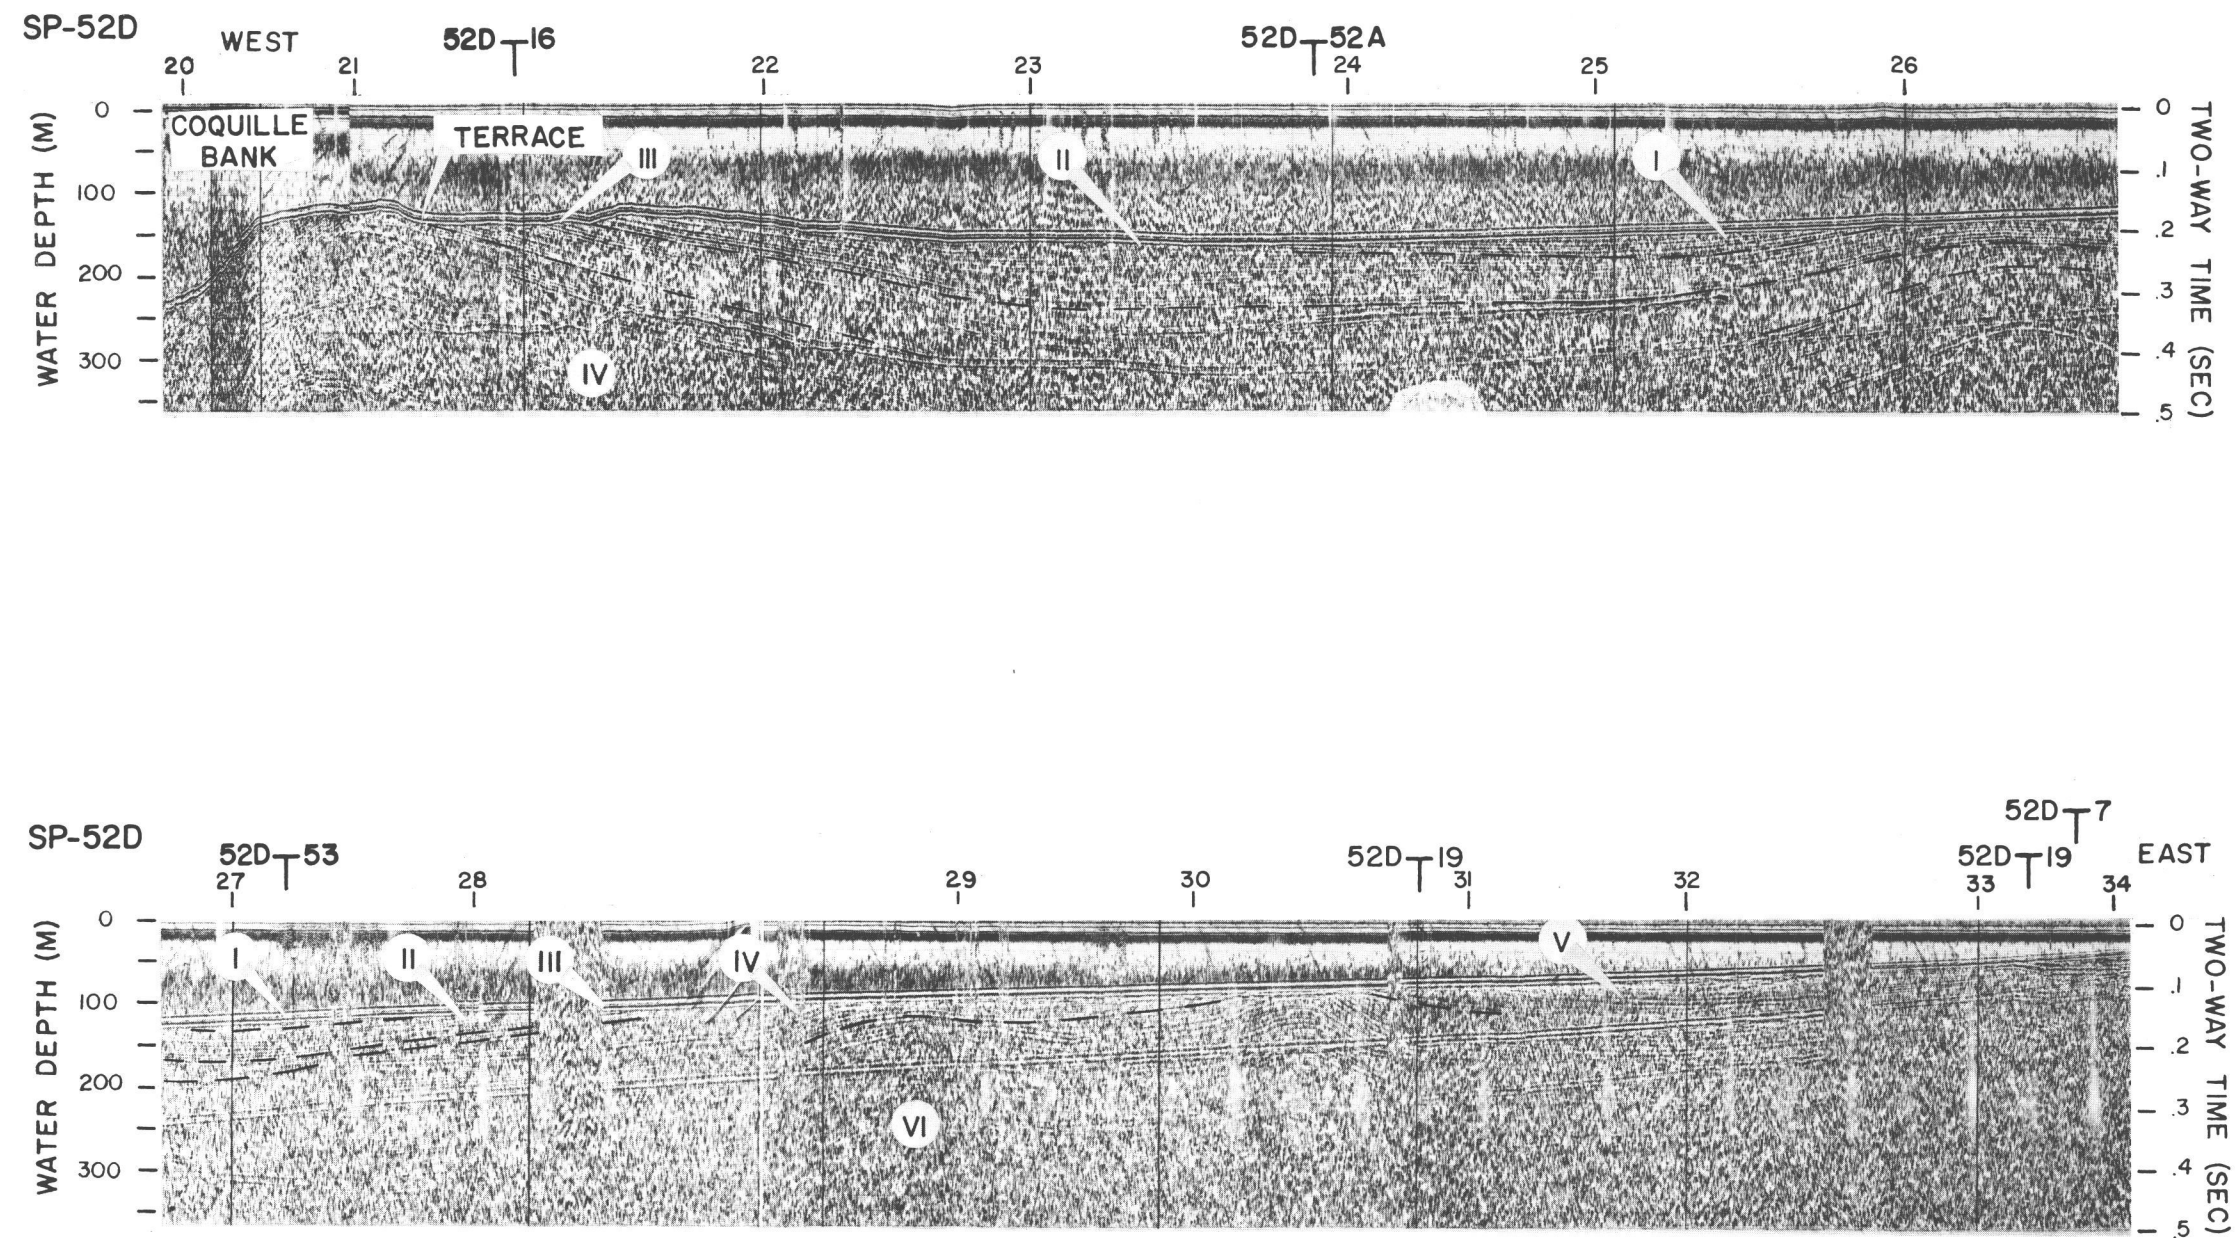 SP-52D
WEST
52D 16
52D 52A
20 21 22 23 24 25 26
COQUILLE
BANK
TERRACE
III
II
I
IV
WATER DEPTH (M)
0
100
200
300
TWO-WAY TIME (SEC)
0
.1
.2
.3
.4
.5
52D 7
SP-52D
52D 53
52D 19
52D 19
EAST
27 28 29 30 31 32 33 34
I
II
III
IV
V
VI
WATER DEPTH (M)
0
100
200
300
TWO-WAY TIME (SEC)
0
.1
.2
.3
.4
.5